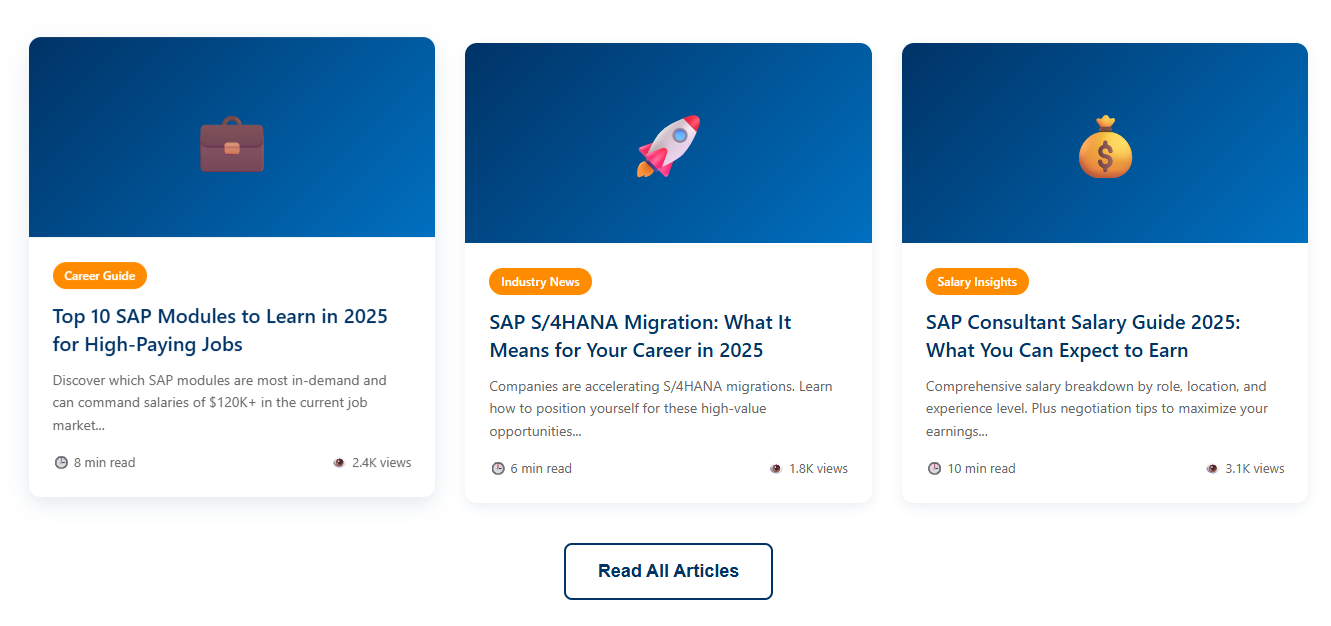 Career Guide
Top 10 SAP Modules to Learn in 2025
for High-Paying Jobs
Discover which SAP modules are most in-demand and
can command salaries of $120K+ in the current job
market...
8 min read
2.4K views
Industry News
SAP S/4HANA Migration: What It
Means for Your Career in 2025
Companies are accelerating S/4HANA migrations. Learn
how to position yourself for these high-value
opportunities...
6 min read
1.8K views
Salary Insights
SAP Consultant Salary Guide 2025:
What You Can Expect to Earn
Comprehensive salary breakdown by role, location, and
experience level. Plus negotiation tips to maximize your
earnings...
10 min read
3.1K views
Read All Articles